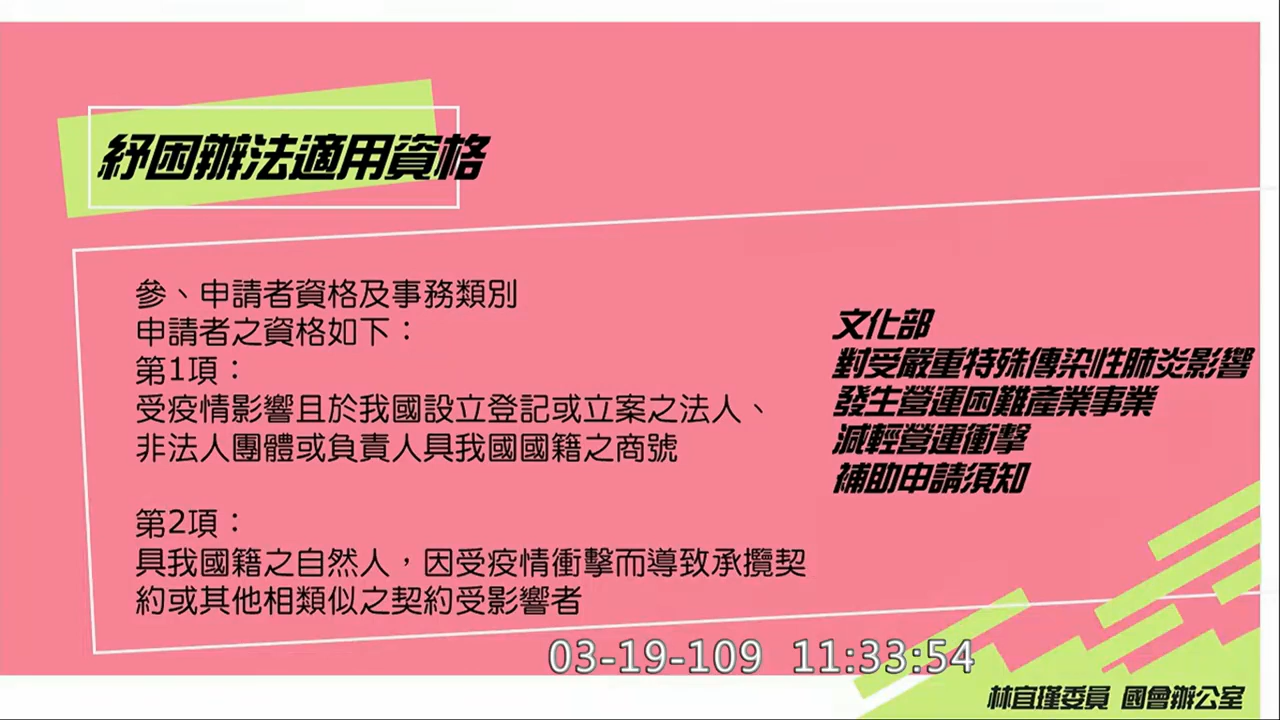 紓困辦法適用資格
參、申請者資格及事務類別
申請者之資格如下：
第1項：
受疫情影響且於我國設立登記或立案之法人、
非法人團體或負責人具我國國籍之商號
第2項：
具我國籍之自然人，因受疫情衝擊而導致承攬契
約或其他相類似之契約受影響者
文化部
對受嚴重特殊傳染性肺炎影響
發生營運困難產業事業
減輕營運衝擊
補助申請須知
03-19-109 11:33:54
林宜瑾委員 國會辦公室